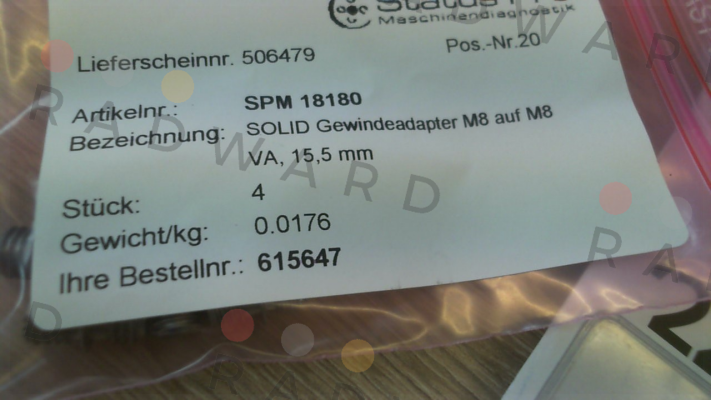 Maschinendiagnostik
Lieferscheinnr. 506479
Pos.-Nr.20
Artikelnr.: SPM 18180
Bezeichnung: SOLID Gewindeadapter M8 auf M8
VA, 15,5 mm
Stück: 4
Gewicht/kg: 0.0176
Ihre Bestellnr.: 615647
RADWARD